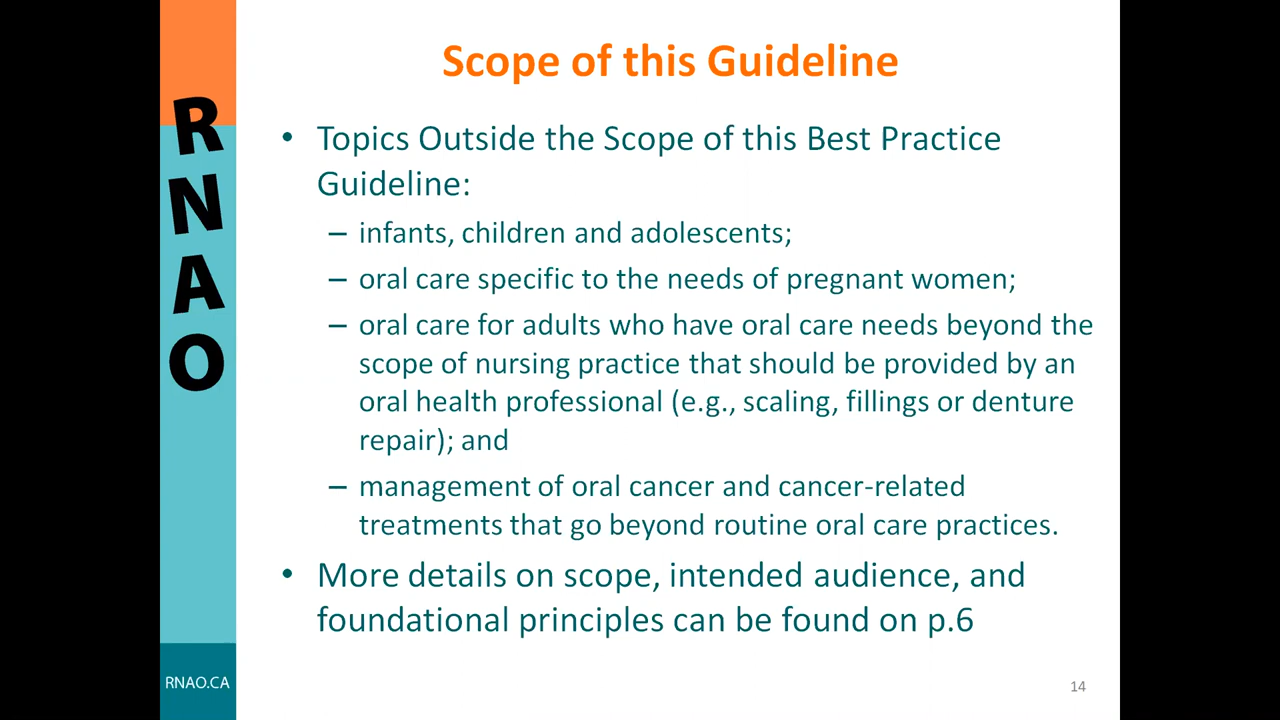 Scope of this Guideline
R
N
A
O
• Topics Outside the Scope of this Best Practice
Guideline:
– infants, children and adolescents;
– oral care specific to the needs of pregnant women;
– oral care for adults who have oral care needs beyond the
scope of nursing practice that should be provided by an
oral health professional (e.g., scaling, fillings or denture
repair); and
– management of oral cancer and cancer-related
treatments that go beyond routine oral care practices.
• More details on scope, intended audience, and
foundational principles can be found on p.6
RNAO.CA
14